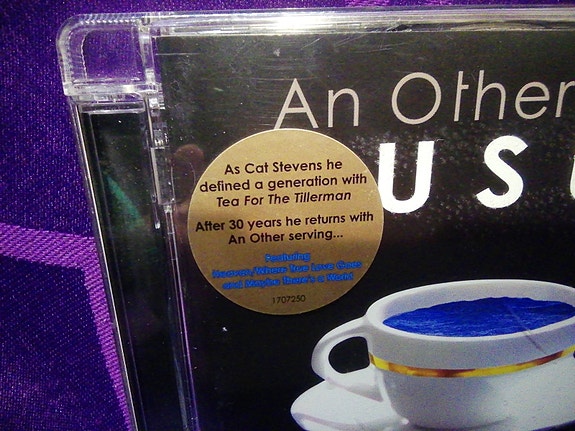 An Other
USU
As Cat Stevens he
defined a generation with
Tea For The Tillerman
After 30 years he returns with
An Other serving...
Featuring
Heaven/Where True Love Goes
and Maybe There's a World
1707250